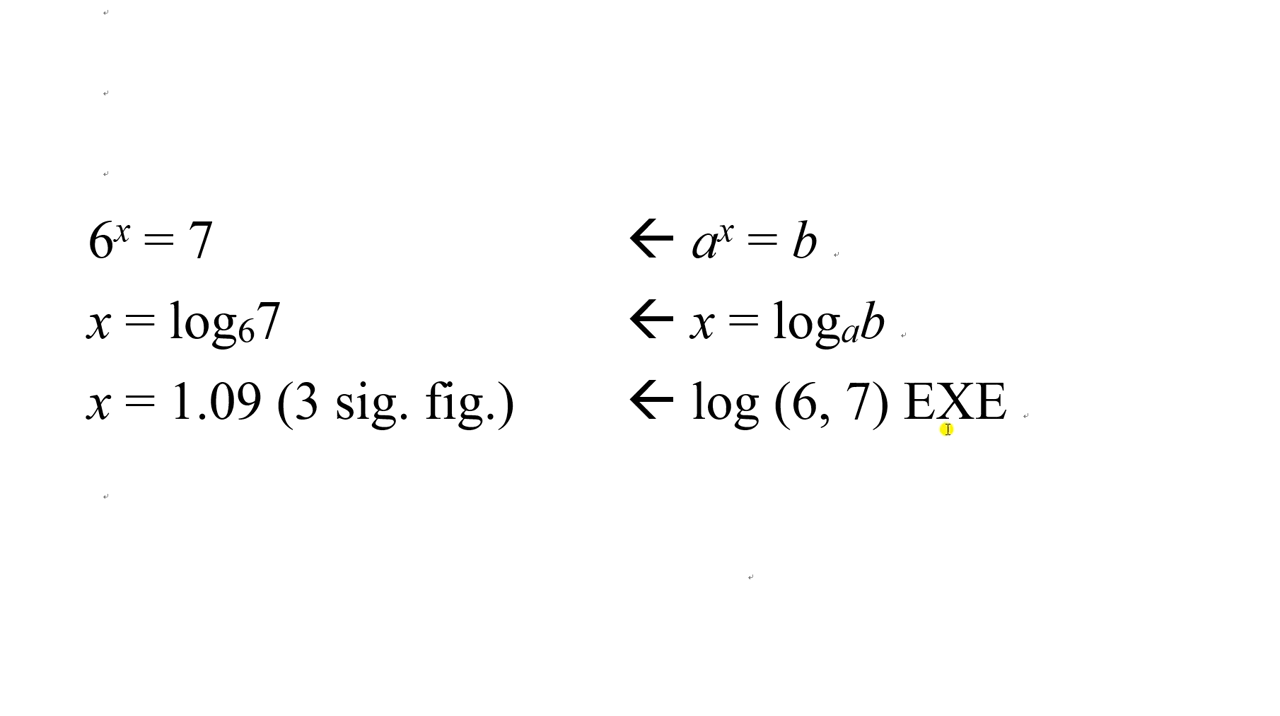 6ˣ = 7 ← aˣ = b
x = log₆7 ← x = logₐb
x = 1.09 (3 sig. fig.) ← log (6, 7) EXE